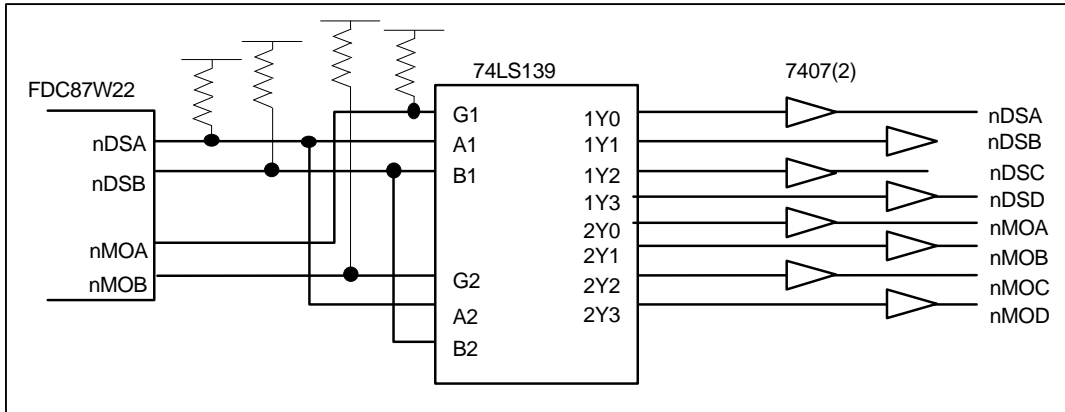 FDC87W22
nDSA
nDSB
nMOA
nMOB
74LS139
G1
A1
B1
G2
A2
B2
1Y0
1Y1
1Y2
1Y3
2Y0
2Y1
2Y2
2Y3
7407(2)
nDSA
nDSB
nDSC
nDSD
nMOA
nMOB
nMOC
nMOD